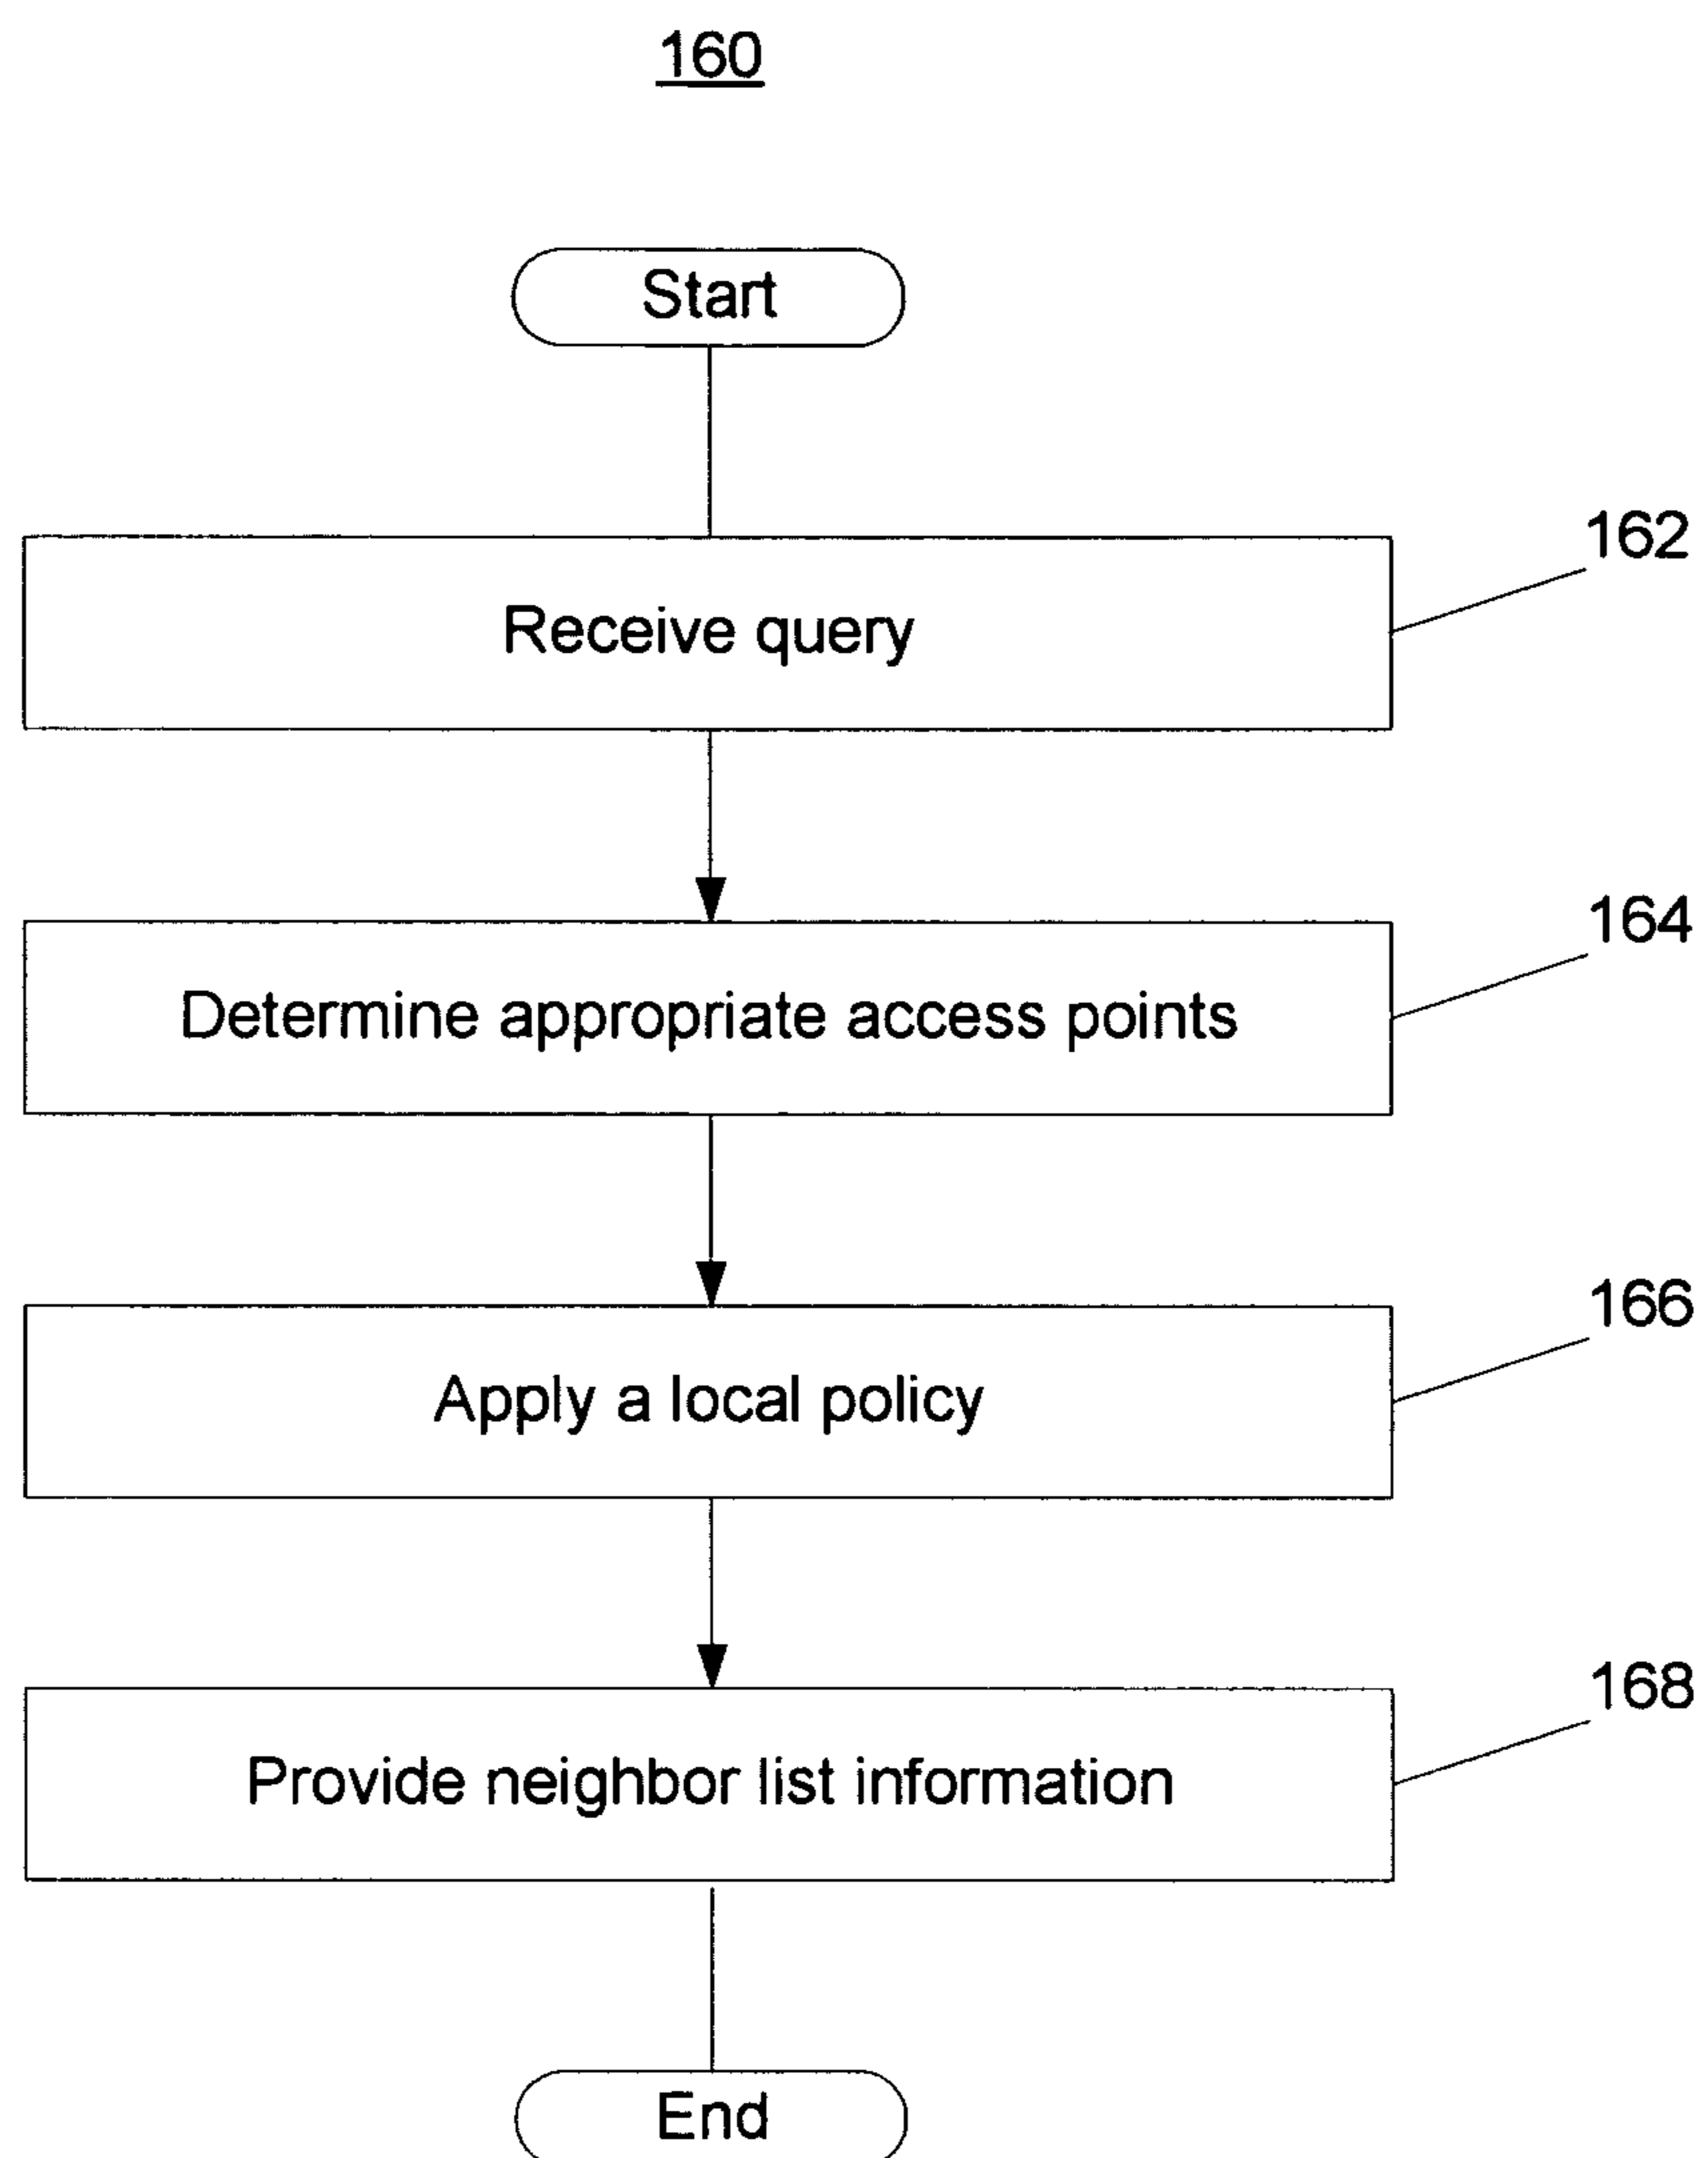 160
Start
162
Receive query
164
Determine appropriate access points
166
Apply a local policy
168
Provide neighbor list information
End